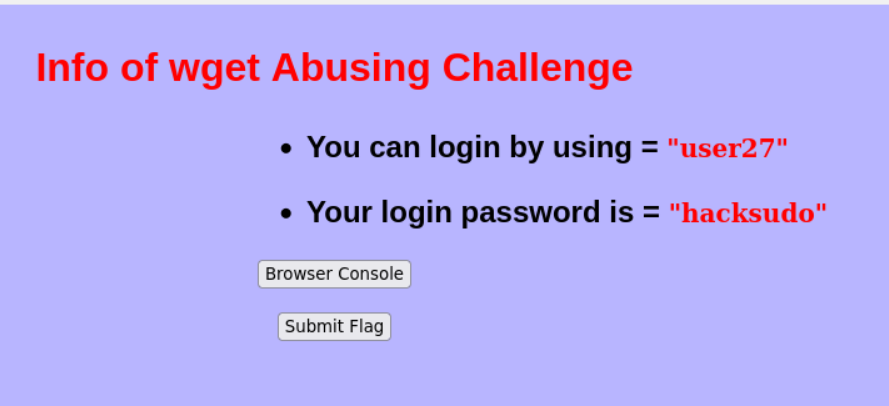 Info of wget Abusing Challenge
• You can login by using = "user27"
• Your login password is = "hacksudo"
Browser Console
Submit Flag